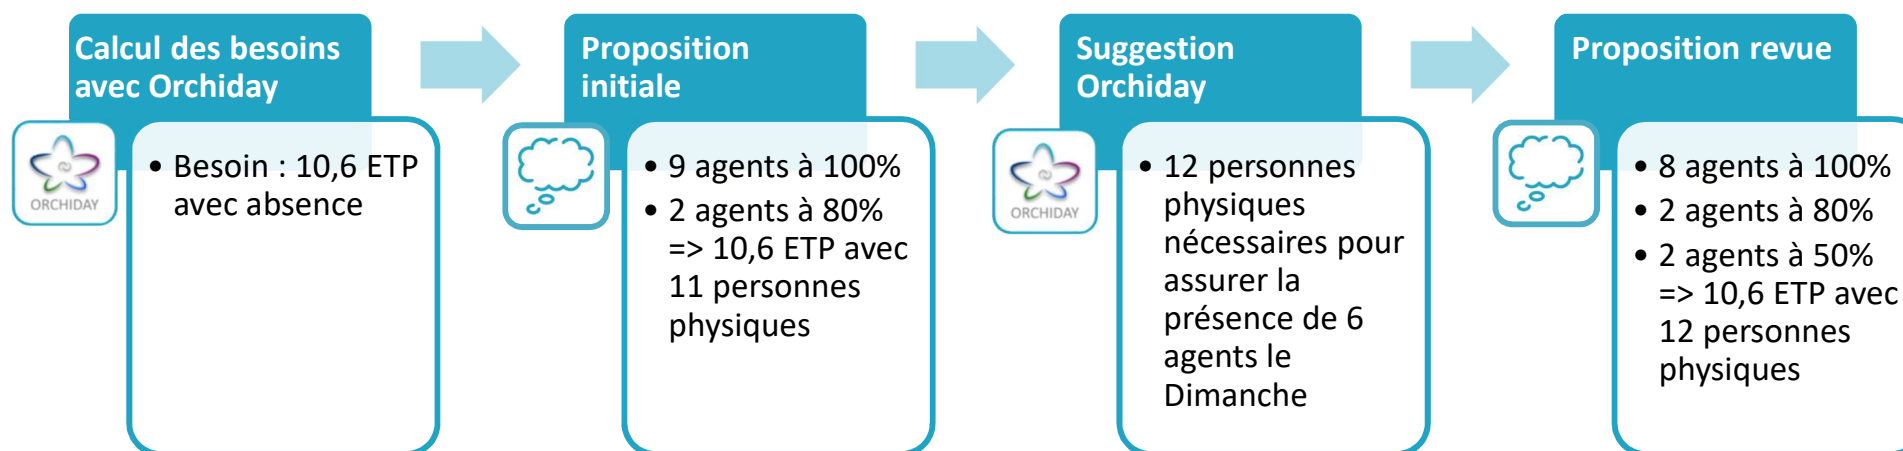 Calcul des besoins
avec Orchiday
ORCHIDAY
• Besoin : 10,6 ETP
avec absence
Proposition
initiale
• 9 agents à 100%
• 2 agents à 80%
=> 10,6 ETP avec
11 personnes
physiques
Suggestion
Orchiday
ORCHIDAY
• 12 personnes
physiques
nécessaires pour
assurer la
présence de 6
agents le
Dimanche
Proposition revue
• 8 agents à 100%
• 2 agents à 80%
• 2 agents à 50%
=> 10,6 ETP avec
12 personnes
physiques